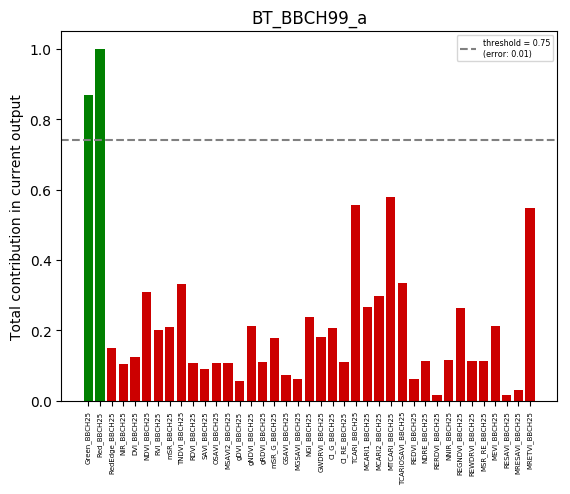 BT_BBCH99_a
threshold = 0.75
(error: 0.01)
Total contribution in current output
1.0
0.8
0.6
0.4
0.2
0.0
Green_BBCH25
Red_BBCH25
RedEdge_BBCH25
NIR_BBCH25
DVI_BBCH25
NDVI_BBCH25
RVI_BBCH25
mSR_BBCH25
TNDVI_BBCH25
RDVI_BBCH25
SAVI_BBCH25
OSAVI_BBCH25
MSAVI2_BBCH25
gDVI_BBCH25
gNDVI_BBCH25
gRDVI_BBCH25
mSR_G_BBCH25
GSAVI_BBCH25
MGSAVI_BBCH25
NGI_BBCH25
GWDRVI_BBCH25
CI_G_BBCH25
CI_RE_BBCH25
TCARI_BBCH25
MCARI1_BBCH25
MCARI2_BBCH25
MTCARI_BBCH25
TCARIOSAVI_BBCH25
REDVI_BBCH25
NDRE_BBCH25
RERDVI_BBCH25
NNIR_BBCH25
REGNDVI_BBCH25
REWDRVI_BBCH25
MSR_RE_BBCH25
MEVI_BBCH25
RESAVI_BBCH25
MRESAVI_BBCH25
MRETVI_BBCH25